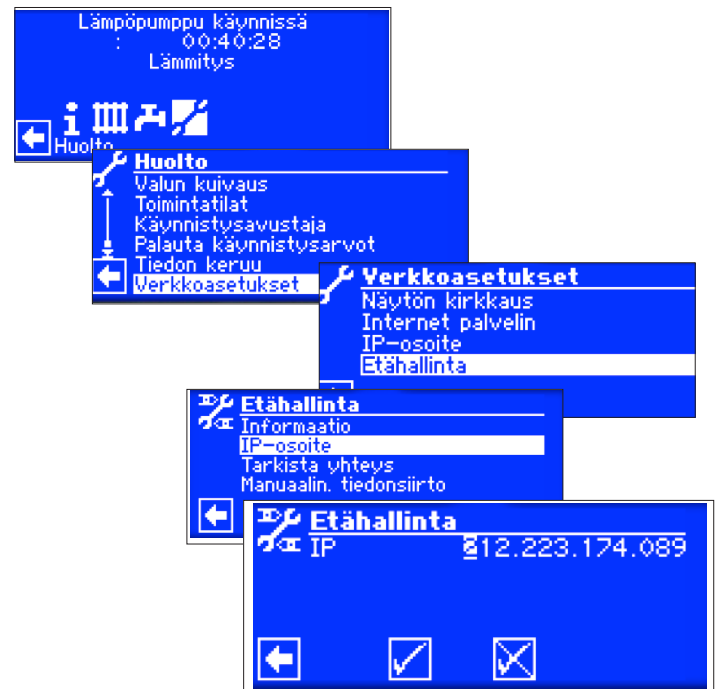 Lämpöpumppu käynnissä
: 00:40:28
Lämmitys
Huolto
Huolto
Valun kuivaus
Toimintatilat
Käynnistysavustaja
Palauta käynnistysarvot
Tiedon keruu
Verkkoasetukset
Verkkoasetukset
Näytön kirkkaus
Internet palvelin
IP-osoite
Etähallinta
Etähallinta
Informaatio
IP-osoite
Tarkista yhteys
Manuaalin. tiedonsiirto
Etähallinta
IP 212.223.174.089